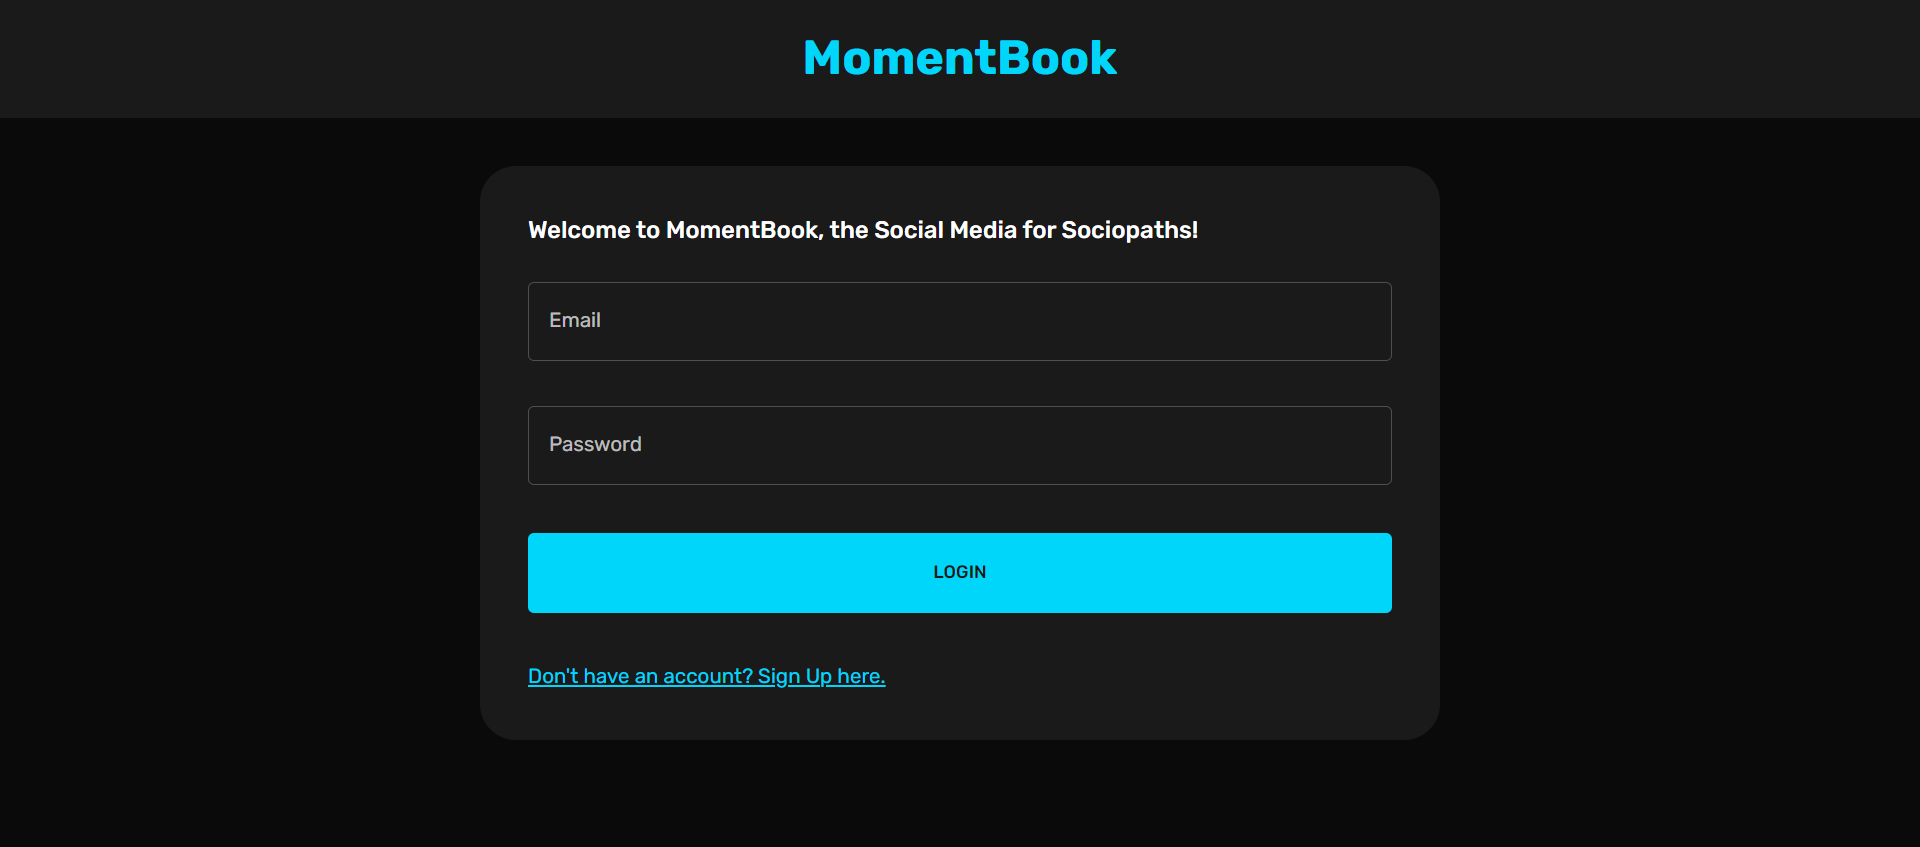 MomentBook
Welcome to MomentBook, the Social Media for Sociopaths!
Email
Password
LOGIN
Don't have an account? Sign Up here.